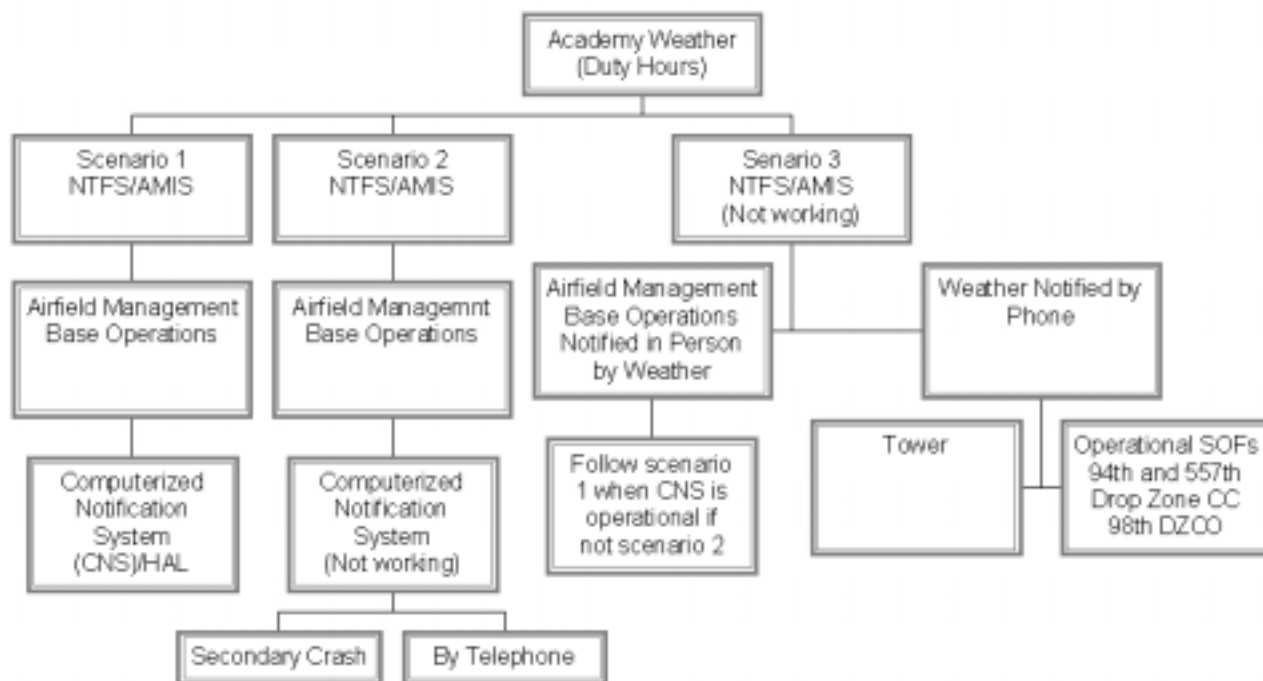 Academy Weather
(Duty Hours)
Scenario 1
NTFS/AMIS
Scenario 2
NTFS/AMIS
Senario 3
NTFS/AMIS
(Not working)
Airfield Management
Base Operations
Airfield Managemnt
Base Operations
Airfield Management
Base Operations
Notified in Person
by Weather
Weather Notified by
Phone
Computerized
Notification
System
(CNS)/HAL
Computerized
Notification
System
(Not working)
Follow scenario
1 when CNS is
operational if
not scenario 2
Tower
Operational SOFs
94th and 557th
Drop Zone CC
98th DZCO
Secondary Crash
By Telephone